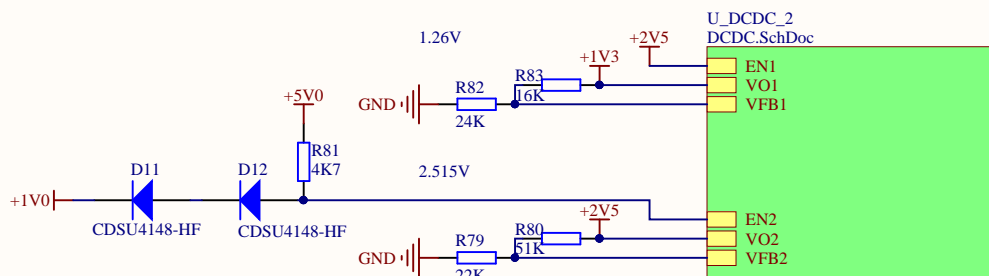 U_DCDC_2
DCDC.SchDoc
1.26V
+2V5
+1V3
EN1
R83
VO1
R82
+5V0
16K
GND
VFB1
24K
R81
4K7
D11
D12
2.515V
+1V0
+2V5
EN2
CDSU4148-HF
CDSU4148-HF
R80
VO2
R79
51K
GND
VFB2
22K